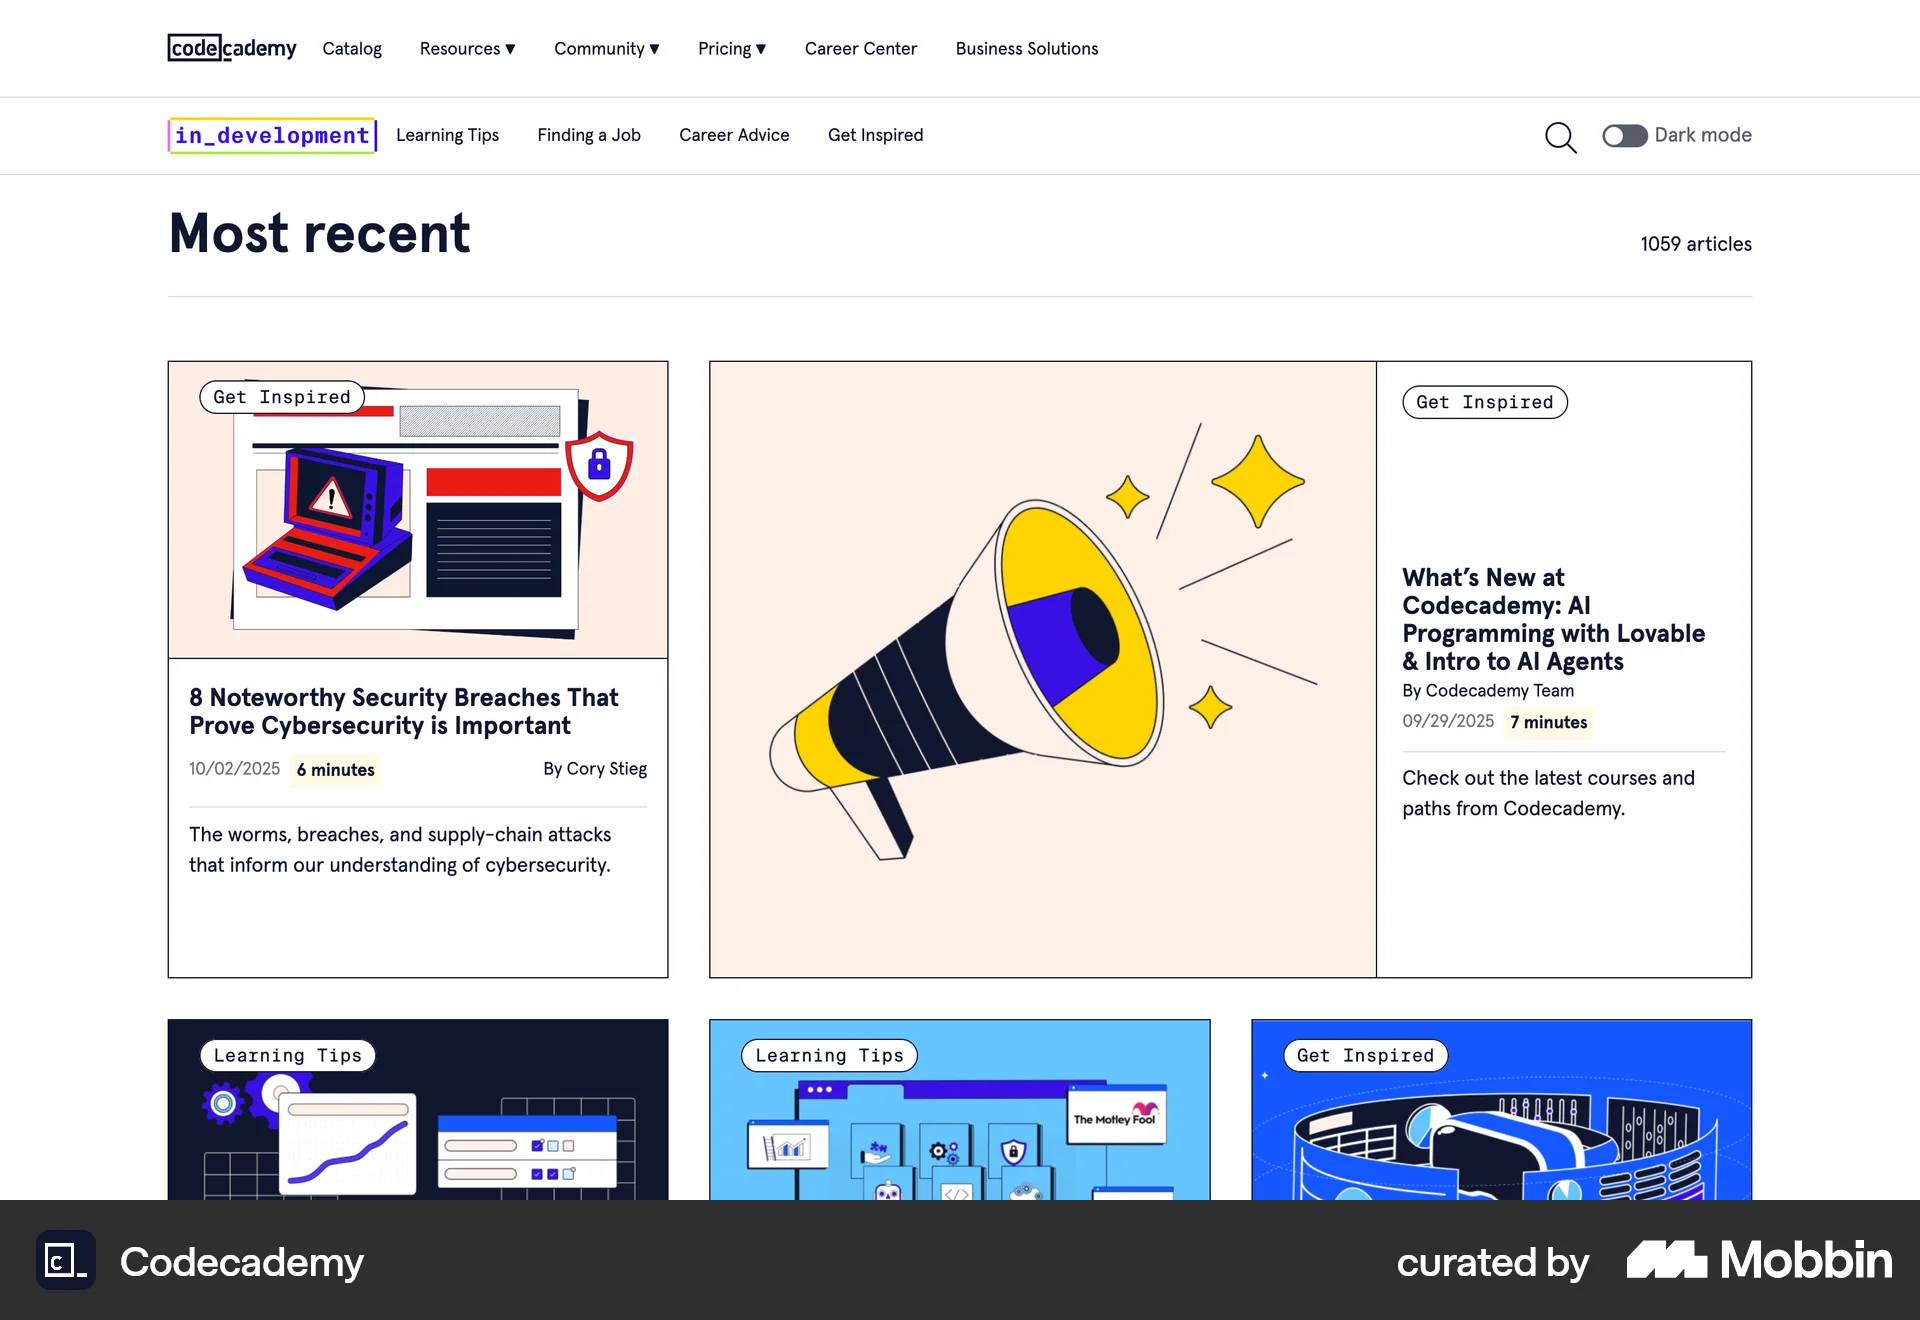 codecademy Catalog Resources ▼ Community ▼ Pricing ▼ Career Center Business Solutions
in_development Learning Tips Finding a Job Career Advice Get Inspired Dark mode
Most recent
1059 articles
Get Inspired
8 Noteworthy Security Breaches That
Prove Cybersecurity is Important
10/02/2025 6 minutes By Cory Stieg
The worms, breaches, and supply-chain attacks
that inform our understanding of cybersecurity.
Get Inspired
What’s New at
Codecademy: AI
Programming with Lovable
& Intro to AI Agents
By Codecademy Team
09/29/2025 7 minutes
Check out the latest courses and
paths from Codecademy.
Learning Tips
Learning Tips
The Motley Fool
</>
Get Inspired
c_ Codecademy
curated by Mobbin